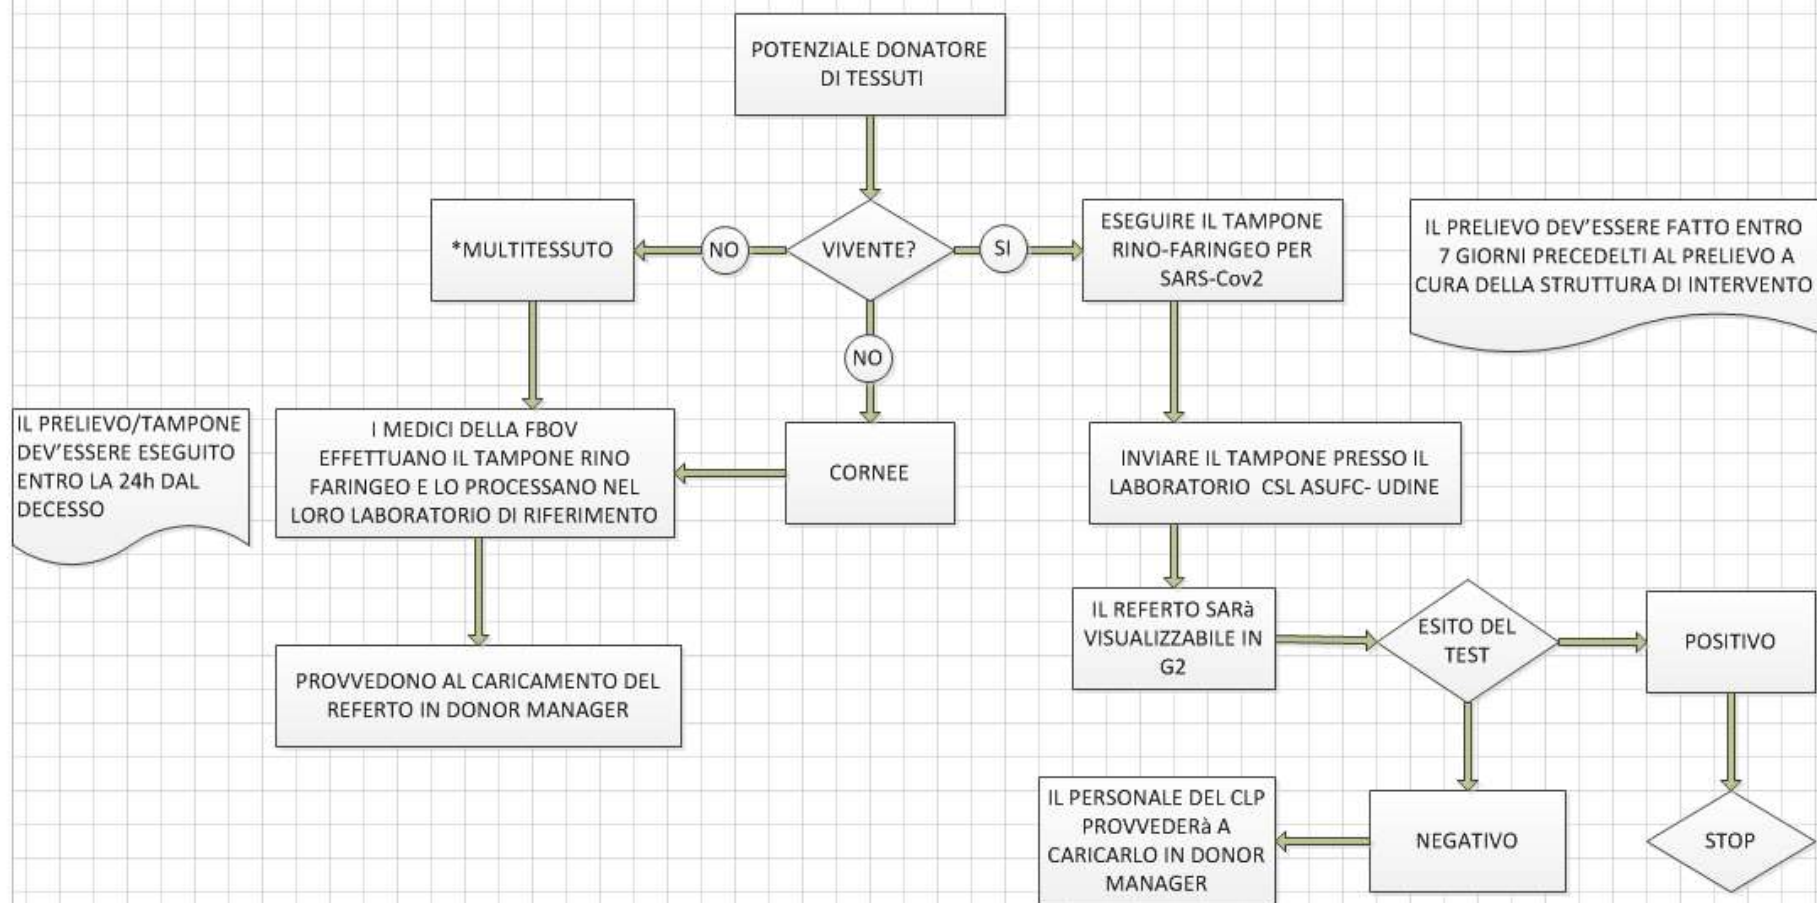 POTENZIALE DONATORE
DI TESSUTI
*MULTITESSUTO
NO
VIVENTE?
SI
ESEGUIRE IL TAMPONE
RINO-FARINGEO PER
SARS-Cov2
IL PRELIEVO DEV'ESSERE FATTO ENTRO
7 GIORNI PRECEDELTI AL PRELIEVO A
CURA DELLA STRUTTURA DI INTERVENTO
NO
IL PRELIEVO/TAMPONE
DEV'ESSERE ESEGUITO
ENTRO LA 24h DAL
DECESSO
I MEDICI DELLA FBOV
EFFETTUANO IL TAMPONE RINO
FARINGEO E LO PROCESSANO NEL
LORO LABORATORIO DI RIFERIMENTO
CORNEE
INVIARE IL TAMPONE PRESSO IL
LABORATORIO CSL ASUFC- UDINE
PROVVEDONO AL CARICAMENTO DEL
REFERTO IN DONOR MANAGER
IL REFERTO SARà
VISUALIZZABILE IN
G2
ESITO DEL
TEST
POSITIVO
IL PERSONALE DEL CLP
PROVVEDERà A
CARICARLO IN DONOR
MANAGER
NEGATIVO
STOP